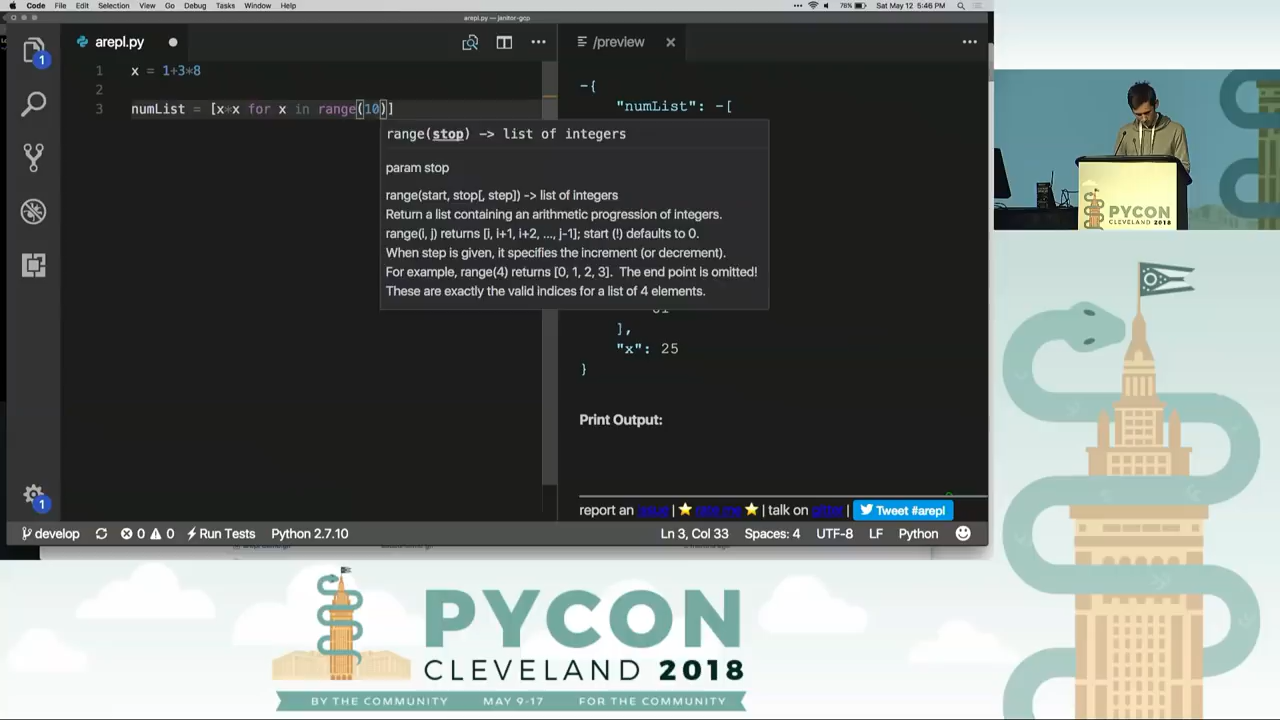 Code File Edit Selection View Go Debug Tasks Window Help
76% Sat May 12 5:46 PM
arepl.py — janitor-gop
arepl.py
/preview
1
1 x = 1+3*8
2
3 numList = [x*x for x in range(10)]
range(stop) -> list of integers
param stop
range(start, stop[, step]) -> list of integers
Return a list containing an arithmetic progression of integers.
range(i, j) returns [i, i+1, i+2, ..., j-1]; start (!) defaults to 0.
When step is given, it specifies the increment (or decrement).
For example, range(4) returns [0, 1, 2, 3]. The end point is omitted!
These are exactly the valid indices for a list of 4 elements.
-{
"numList": -[
],
"x": 25
}
Print Output:
report an issue | ⭐ ⭐ | talk on gitter | Tweet #arepl
1
develop 0 0 Run Tests Python 2.7.10 Ln 3, Col 33 Spaces: 4 UTF-8 LF Python
PYCON
CLEVELAND 2018
PYCON
CLEVELAND 2018
BY THE COMMUNITY MAY 9-17 FOR THE COMMUNITY